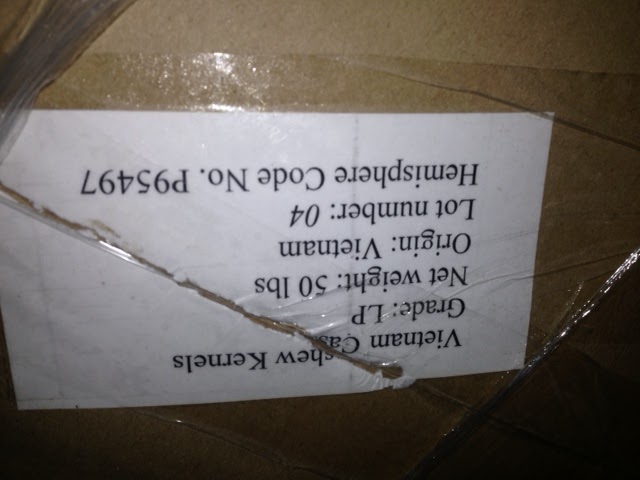 Vietnam Cashew Kernels
Grade: LP
Net weight: 50 lbs
Origin: Vietnam
Lot number: 04
Hemisphere Code No. P95497